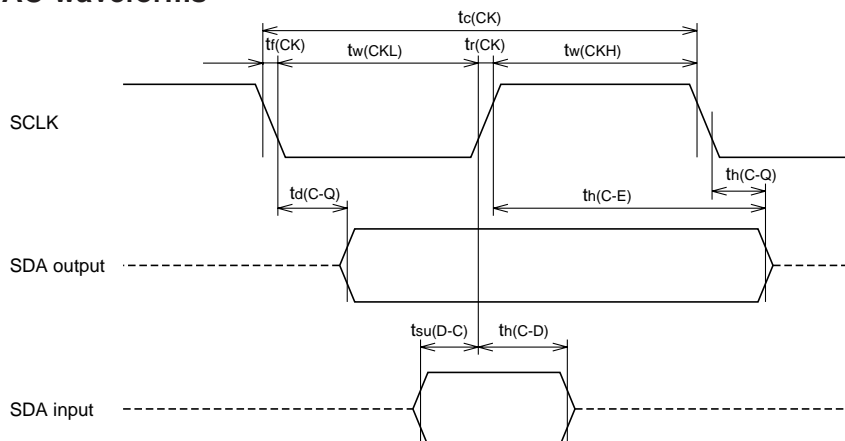 AC waveforms
tc(CK)
tf(CK) tw(CKL) tr(CK) tw(CKH)
SCLK
th(C-Q)
td(C-Q) th(C-E)
SDA output
tsu(D-C) th(C-D)
SDA input